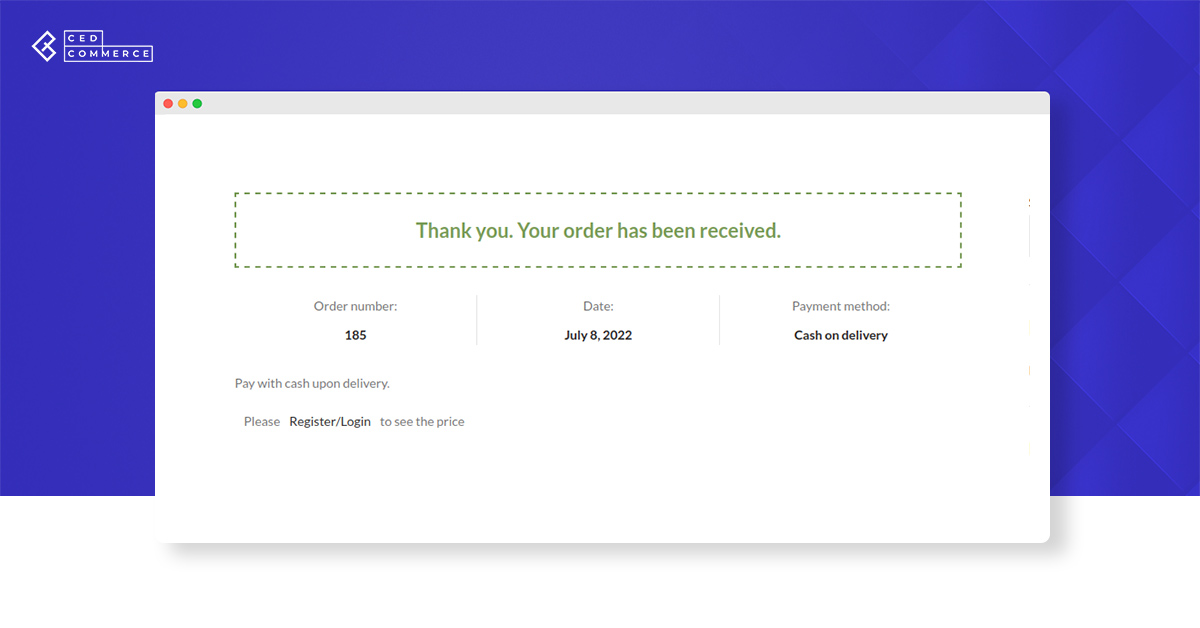 CED
COMMERCE
Thank you. Your order has been received.
Order number:
Date:
Payment method:
185
July 8, 2022
Cash on delivery
Pay with cash upon delivery.
Please Register/Login to see the price